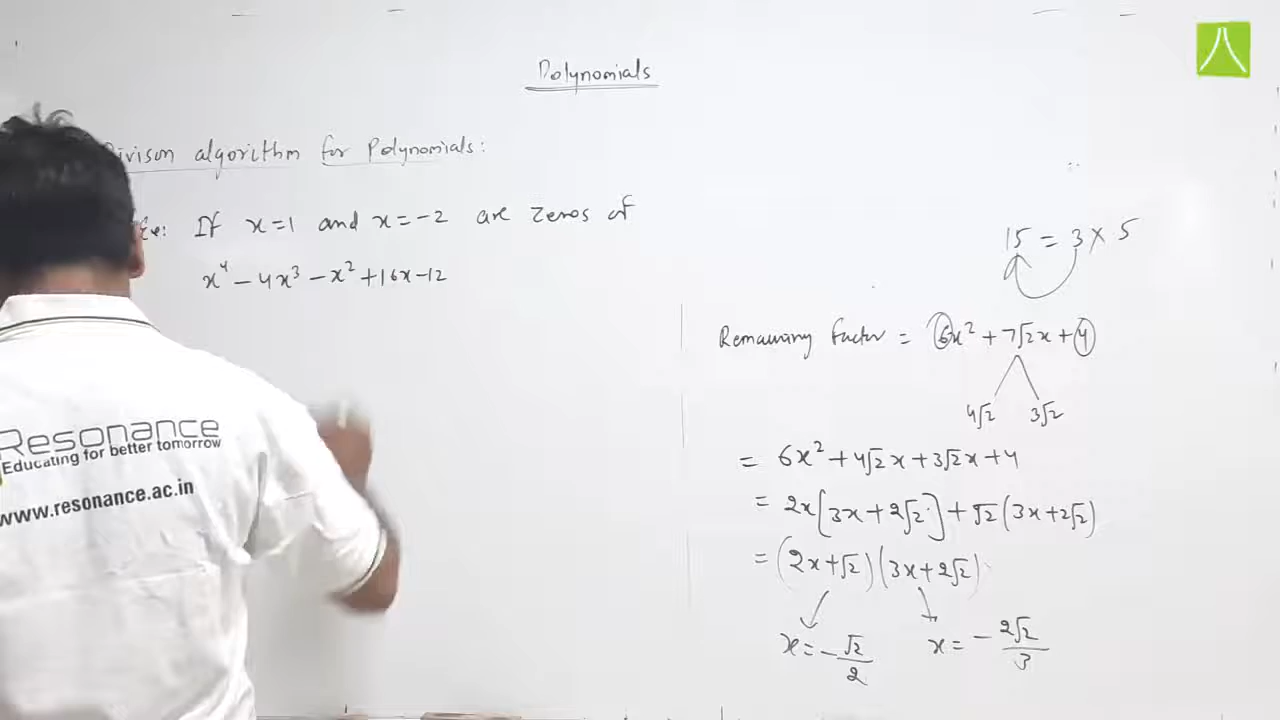 Polynomials
Divison algorithm for Polynomials:
Ex: If x=1 and x=-2 are zeros of
x⁴ - 4x³ - x² + 16x - 12
15 = 3 × 5
Remaining factor = 6x² + 7√2x + 4
4√2 3√2
= 6x² + 4√2x + 3√2x + 4
= 2x[3x + 2√2] + √2(3x + 2√2)
= (2x + √2)(3x + 2√2)
x = -√2/2 x = -2√2/3
Resonance
Educating for better tomorrow
www.resonance.ac.in